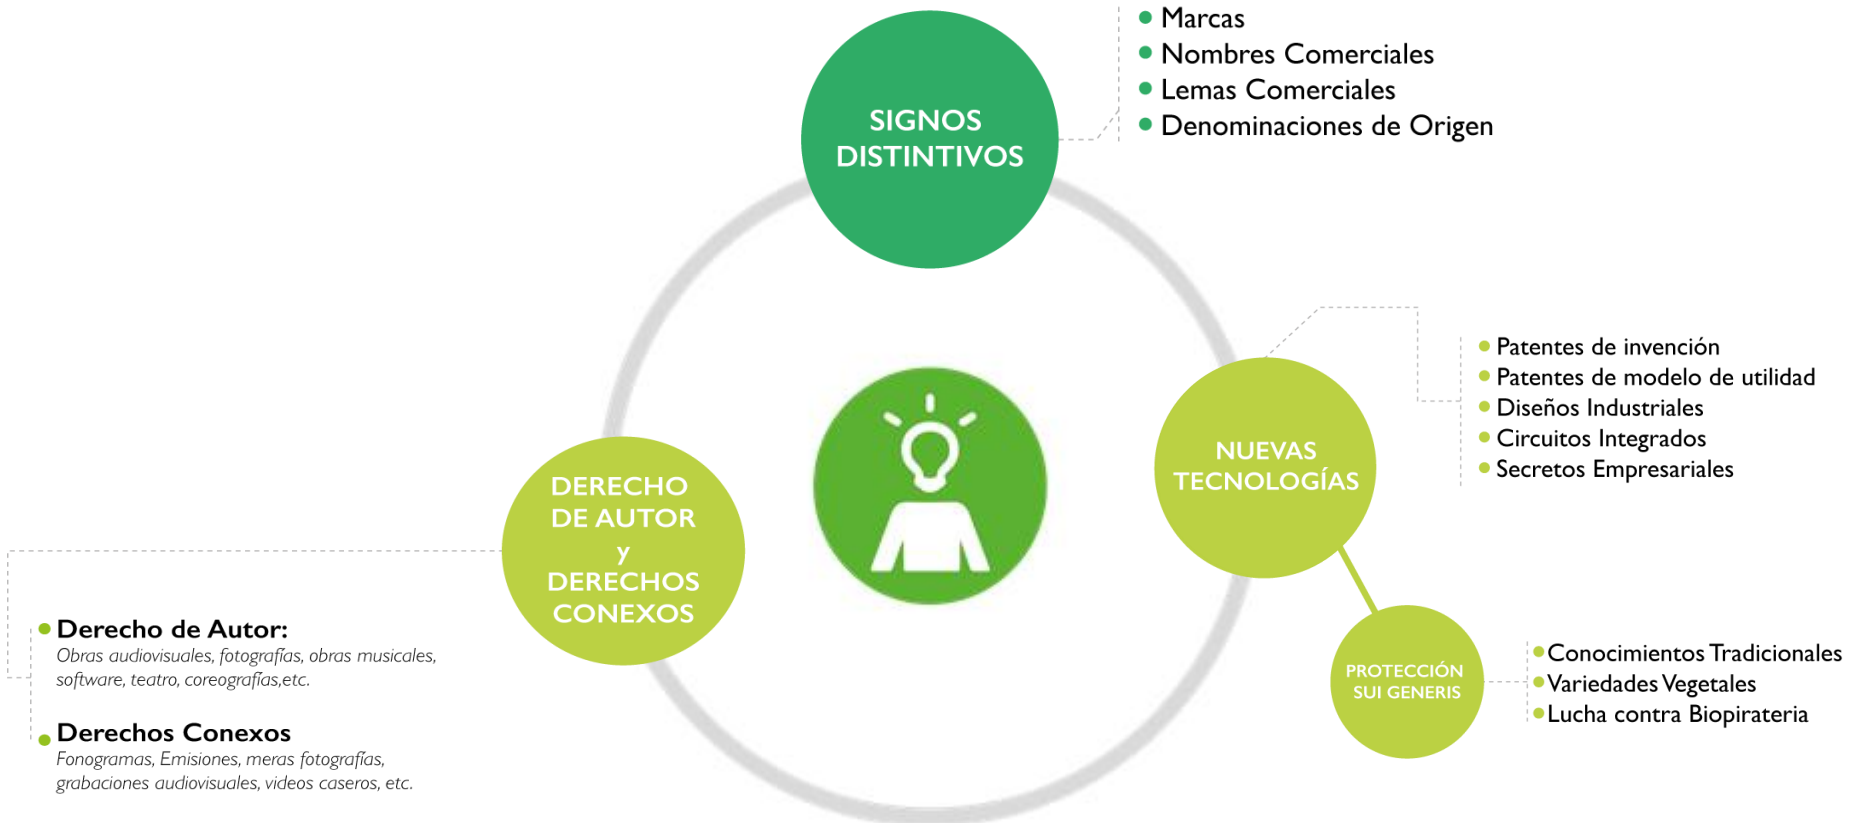 SIGNOS
DISTINTIVOS
Marcas
Nombres Comerciales
Lemas Comerciales
Denominaciones de Origen
NUEVAS
TECNOLOGÍAS
Patentes de invención
Patentes de modelo de utilidad
Diseños Industriales
Circuitos Integrados
Secretos Empresariales
PROTECCIÓN
SUI GENERIS
Conocimientos Tradicionales
Variedades Vegetales
Lucha contra Biopirateria
DERECHO
DE AUTOR
y
DERECHOS
CONEXOS
Derecho de Autor:
Obras audiovisuales, fotografías, obras musicales,
software, teatro, coreografías,etc.
Derechos Conexos
Fonogramas, Emisiones, meras fotografías,
grabaciones audiovisuales, videos caseros, etc.